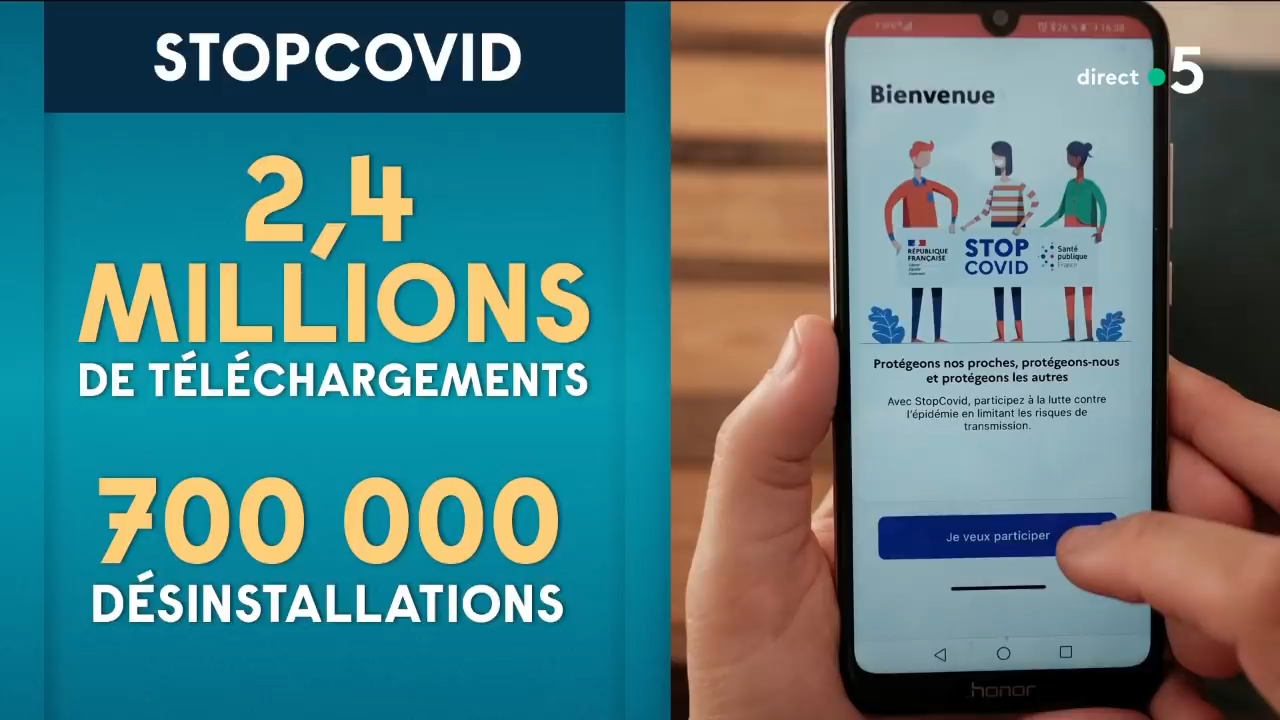 STOPCOVID
2,4
MILLIONS
DE TÉLÉCHARGEMENTS
700 000
DÉSINSTALLATIONS
direct 5
Bienvenue
RÉPUBLIQUE
FRANÇAISE
STOP
COVID
Santé
publique
France
Protégeons nos proches, protégeons-nous
et protégeons les autres
Avec StopCovid, participez à la lutte contre
l'épidémie en limitant les risques de
transmission.
Je veux participer
honor